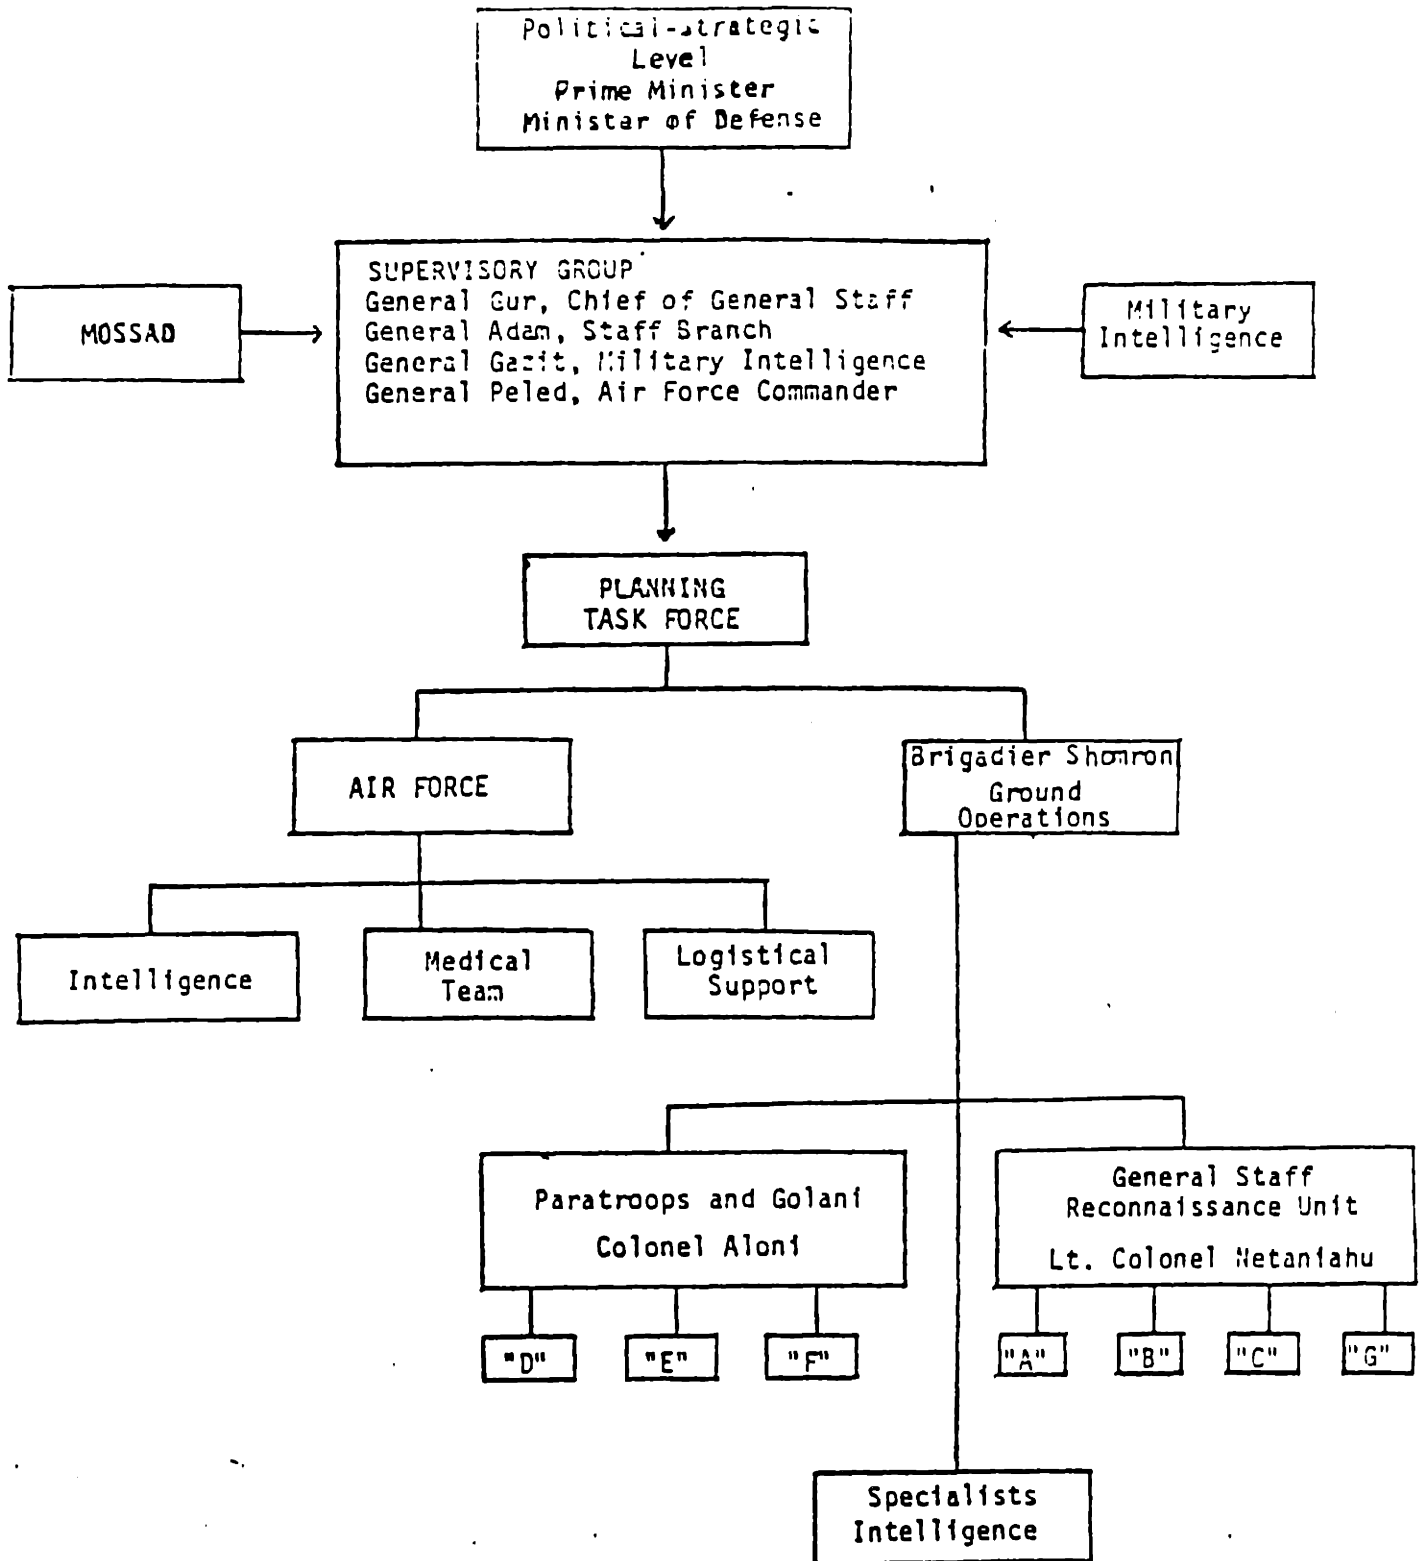 Political-Strategic
Level
Prime Minister
Minister of Defense
SUPERVISORY GROUP
General Gur, Chief of General Staff
General Adam, Staff Branch
General Gazit, Military Intelligence
General Peled, Air Force Commander
MOSSAD
Military
Intelligence
PLANNING
TASK FORCE
AIR FORCE
Brigadier Shomron
Ground
Operations
Intelligence
Medical
Team
Logistical
Support
Paratroops and Golani
Colonel Aloni
General Staff
Reconnaissance Unit
Lt. Colonel Netaniahu
"D"
"E"
"F"
"A"
"B"
"C"
"G"
Specialists
Intelligence